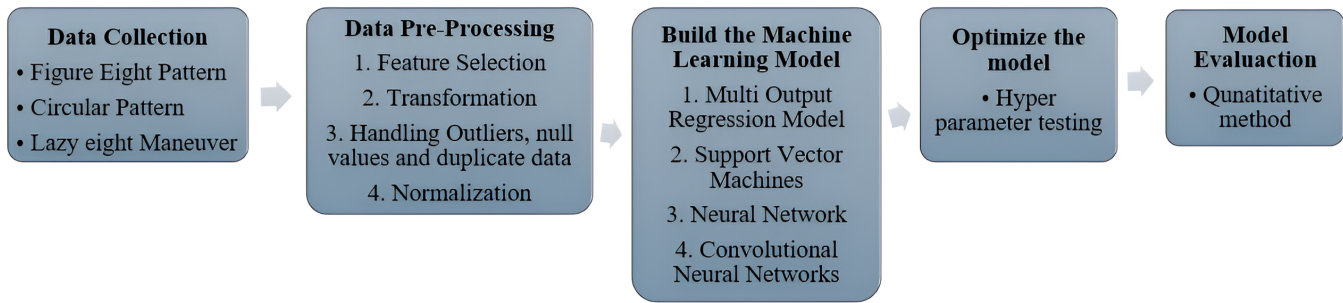 Data Collection
• Figure Eight Pattern
• Circular Pattern
• Lazy eight Maneuver
Data Pre-Processing
1. Feature Selection
2. Transformation
3. Handling Outliers, null
values and duplicate data
4. Normalization
Build the Machine
Learning Model
1. Multi Output
Regression Model
2. Support Vector
Machines
3. Neural Network
4. Convolutional
Neural Networks
Optimize the
model
• Hyper
parameter testing
Model
Evaluaction
• Qunatitative
method